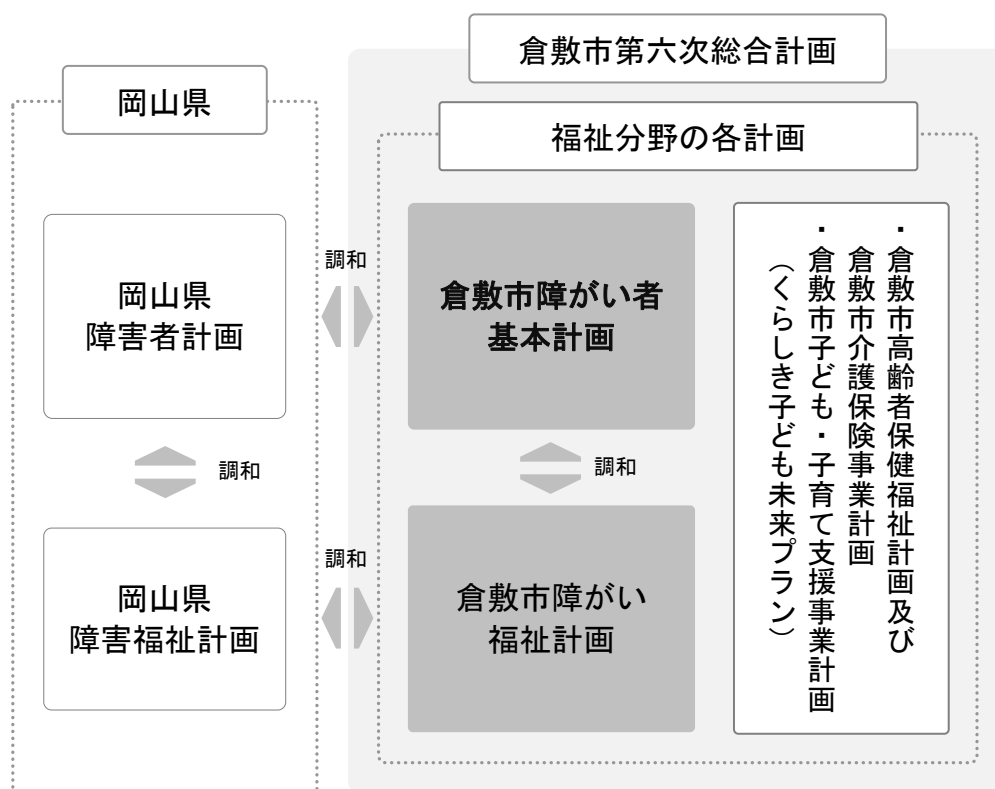 倉敷市第六次総合計画
岡山県
福祉分野の各計画
岡山県
障害者計画
調和
倉敷市障がい者
基本計画
・倉敷市高齢者保健福祉計画及び
倉敷市介護保険事業計画
・倉敷市子ども・子育て支援事業計画
（くらしき子ども未来プラン）
調和
調和
岡山県
障害福祉計画
調和
倉敷市障がい
福祉計画